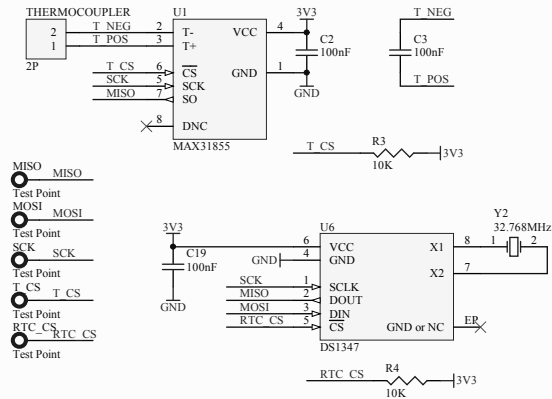 THERMOCOUPLER
2 T_NEG
1 T_POS
2P
U1
2 T- VCC 4
3 T+
6 CS GND 1
5 SCK
7 SO
8 DNC
MAX31855
T_CS
SCK
MISO
3V3
C2
100nF
GND
T_NEG
C3
100nF
T_POS
T_CS R3 3V3
10K
MISO
MISO
Test Point
MOSI
MOSI
Test Point
SCK
SCK
Test Point
T_CS
T_CS
Test Point
RTC_CS
RTC_CS
Test Point
3V3
C19
100nF
GND
GND
U6
6 VCC X1 8
4 GND
X2 7
SCK 1 SCLK
MISO 2 DOUT
MOSI 3 DIN
RTC_CS 5 CS GND or NC EP
DS1347
Y2
32.768MHz
1 2
RTC_CS R4 3V3
10K